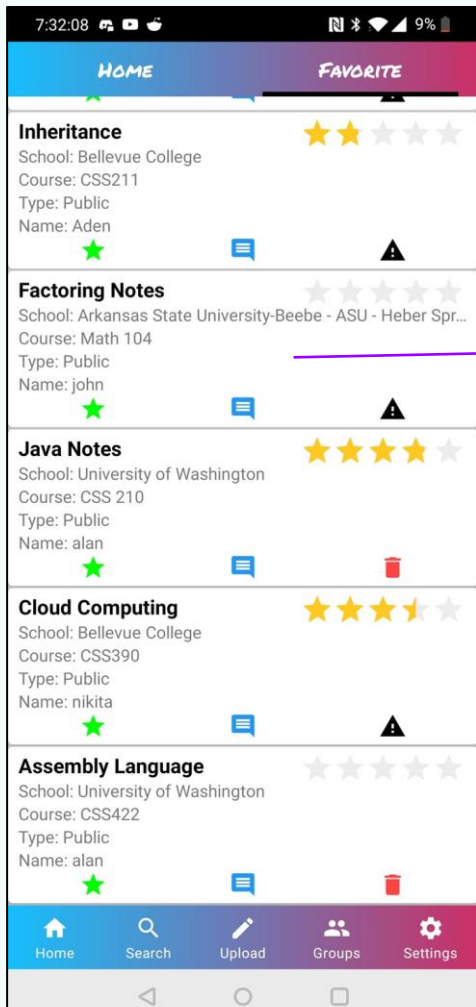 7:32:08 9%
Home Favorite
Inheritance
School: Bellevue College
Course: CSS211
Type: Public
Name: Aden
Factoring Notes
School: Arkansas State University-Beebe - ASU - Heber Spr...
Course: Math 104
Type: Public
Name: john
Java Notes
School: University of Washington
Course: CSS 210
Type: Public
Name: alan
Cloud Computing
School: Bellevue College
Course: CSS390
Type: Public
Name: nikita
Assembly Language
School: University of Washington
Course: CSS422
Type: Public
Name: alan
Home Search Upload Groups Settings